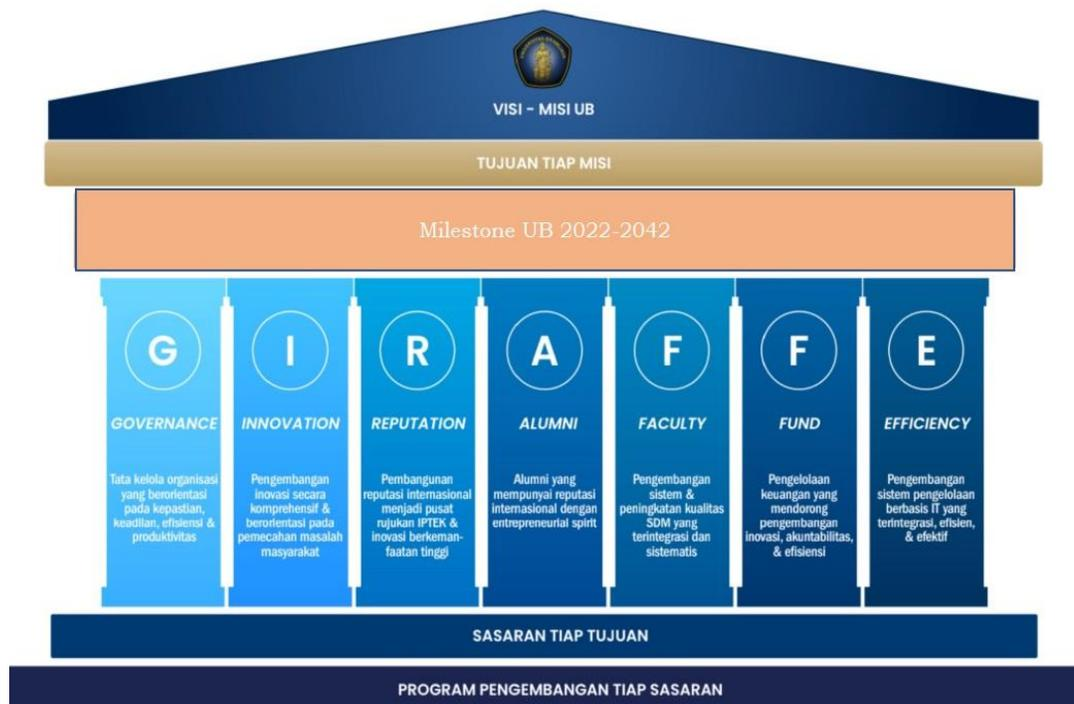 VISI - MISI UB
TUJUAN TIAP MISI
Milestone UB 2022-2042
G
GOVERNANCE
Tata kelola organisasi
yang berorientasi
pada kepastian,
keadilan, efisiensi &
produktivitas
I
INNOVATION
Pengembangan
inovasi secara
komprehensif &
berorientasi pada
pemecahan masalah
masyarakat
R
REPUTATION
Pembangunan
reputasi internasional
menjadi pusat
rujukan IPTEK &
inovasi berkeman-
faatan tinggi
A
ALUMNI
Alumni yang
mempunyai reputasi
internasional dengan
entrepreneurial spirit
F
FACULTY
Pengembangan
sistem &
peningkatan kualitas
SDM yang
terintegrasi dan
sistematis
F
FUND
Pengelolaan
keuangan yang
mendorong
pengembangan
inovasi, akuntabilitas,
& efisiensi
E
EFFICIENCY
Pengembangan
sistem pengelolaan
berbasis IT yang
terintegrasi, efisien,
& efektif
SASARAN TIAP TUJUAN
PROGRAM PENGEMBANGAN TIAP SASARAN